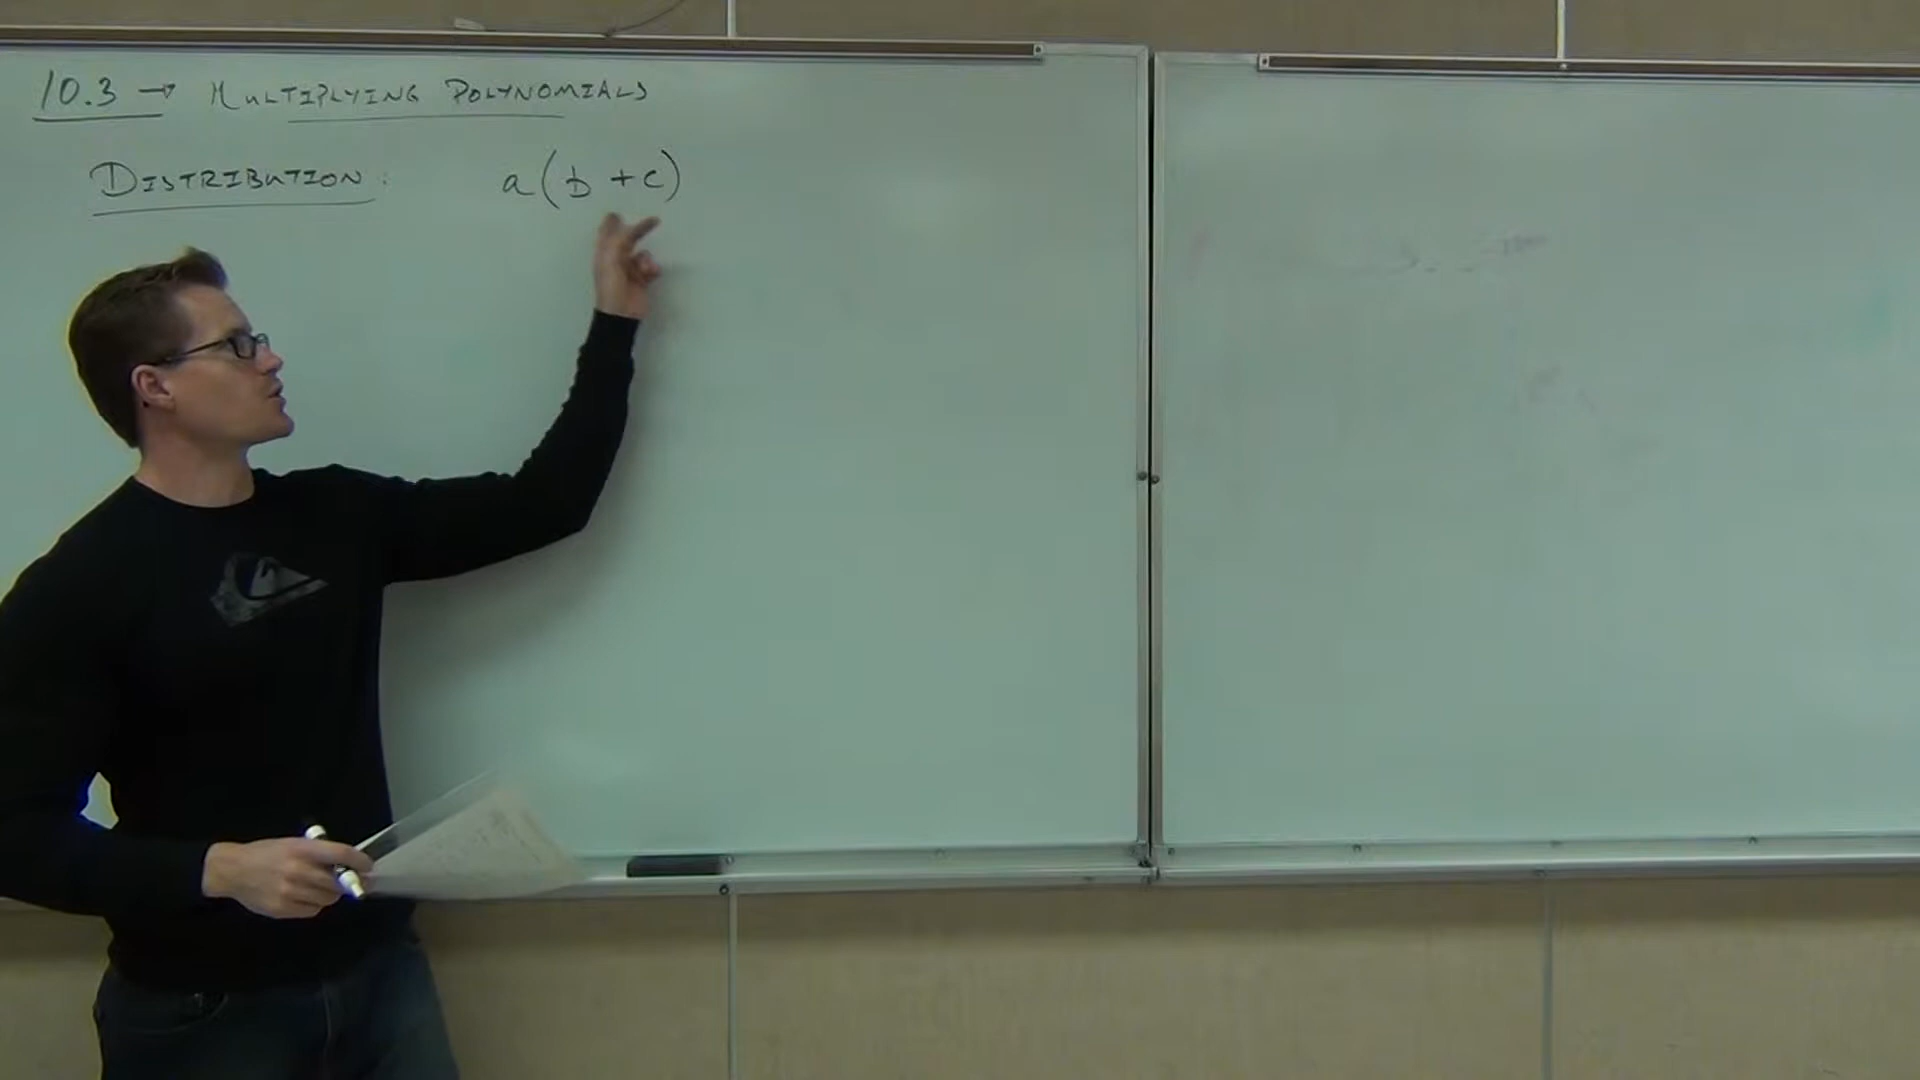 10.3 → MULTIPLYING POLYNOMIALS
DISTRIBUTION: a(b+c)